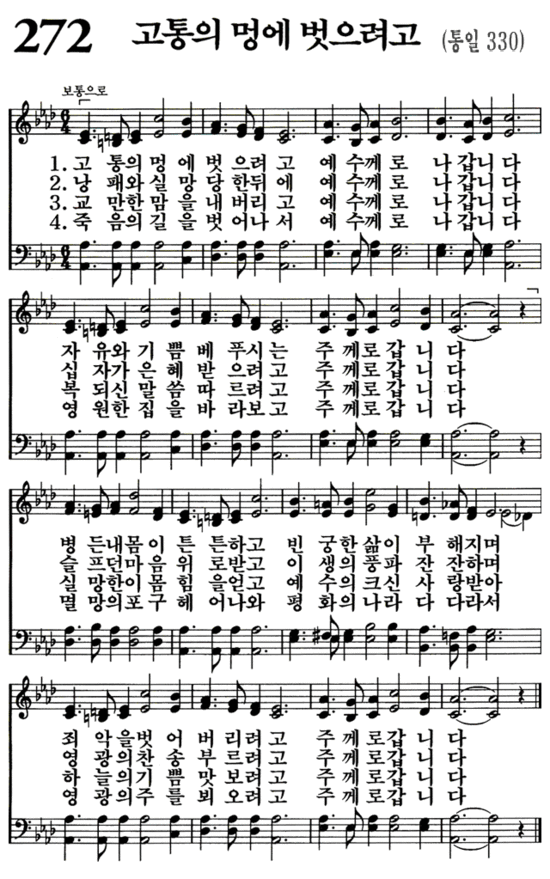 272 고통의 멍에 벗으려고 (통일 330)
보통으로
1. 고 통의 멍 에 벗 으려 고 예 수께 로 나 갑니 다
2. 낭 패와 실 망 당 한뒤 에 예 수께 로 나 갑니 다
3. 교 만한 맘 을 내 버리 고 예 수께 로 나 갑니 다
4. 죽 음의 길 을 벗 어나 서 예 수께 로 나 갑니 다
자 유와 기 쁨 베 푸시 는 주 께로 갑 니 다
십 자가 은 혜 받 으려 고 주 께로 갑 니 다
복 되신 말 씀 따 르려 고 주 께로 갑 니 다
영 원한 집 을 바 라보 고 주 께로 갑 니 다
병 든내 몸 이 튼 튼하 고 빈 궁한 삶 이 부 해지 며
슬 프던 마 음 위 로받 고 이 생의 풍 파 잔 잔하 며
실 망한 이 몸 힘 을얻 고 예 수의 크 신 사 랑받 아
멸 망의 포 구 헤 어나 와 평 화의 나 라 다 다라 서
죄 악을 벗 어 버 리려 고 주 께로 갑 니 다
영 광의 찬 송 부 르려 고 주 께로 갑 니 다
하 늘의 기 쁨 맛 보려 고 주 께로 갑 니 다
영 광의 주 를 뵈 오려 고 주 께로 갑 니 다